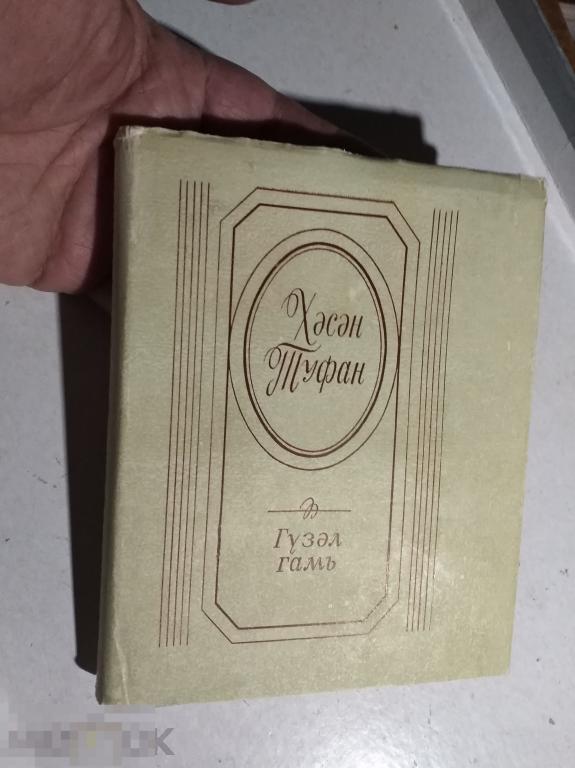 Хәсән
Туфан
Гүзәл
гамь